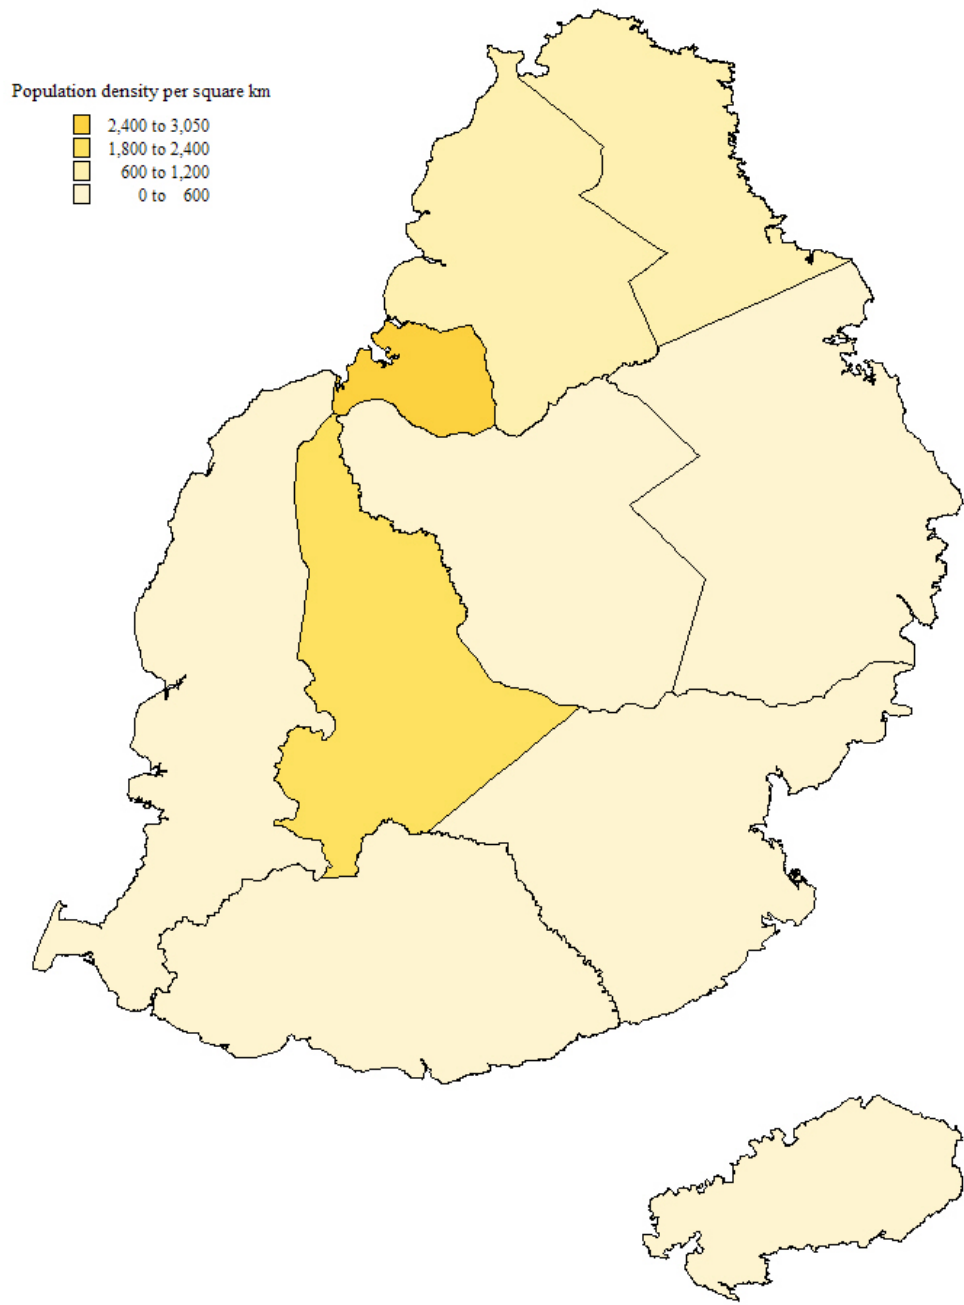 Population density per square km
2,400 to 3,050
1,800 to 2,400
600 to 1,200
0 to 600